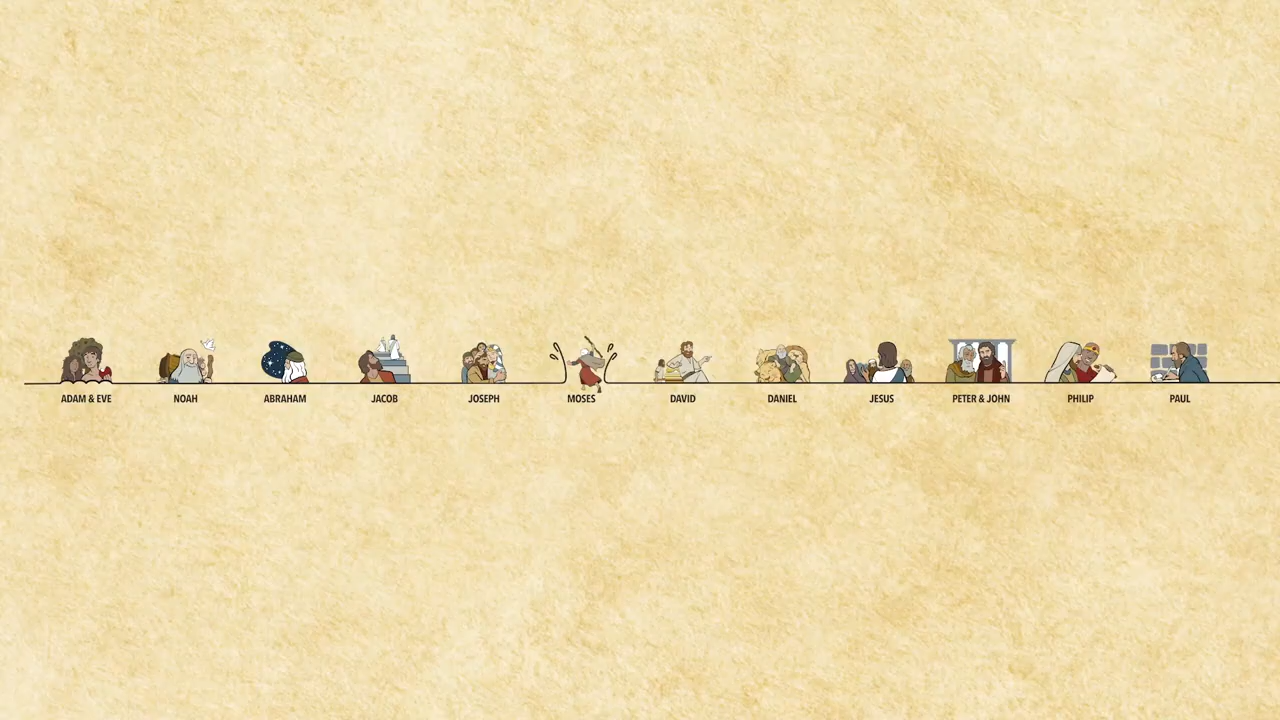 ADAM & EVE
NOAH
ABRAHAM
JACOB
JOSEPH
MOSES
DAVID
DANIEL
JESUS
PETER & JOHN
PHILIP
PAUL